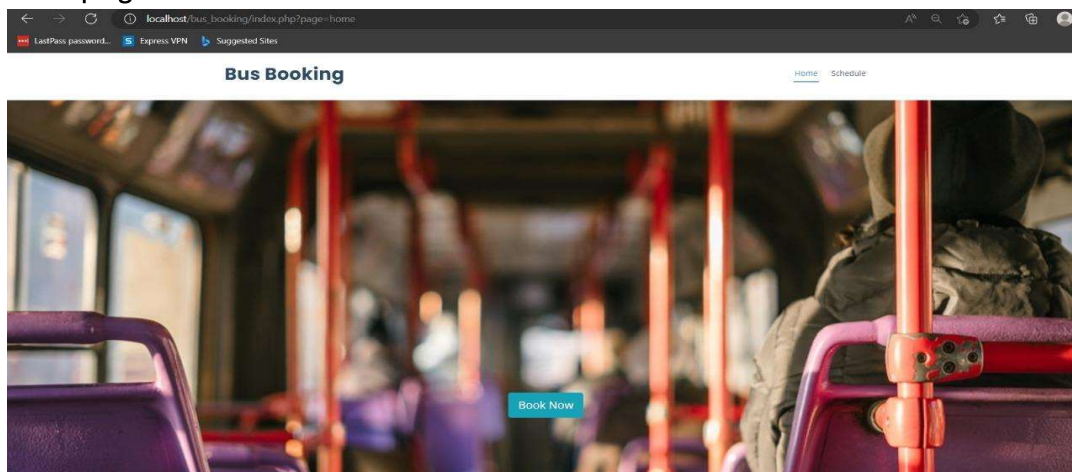 localhost/bus_booking/index.php?page=home
LastPass password... Express VPN Suggested Sites
Bus Booking
Home Schedule
Book Now